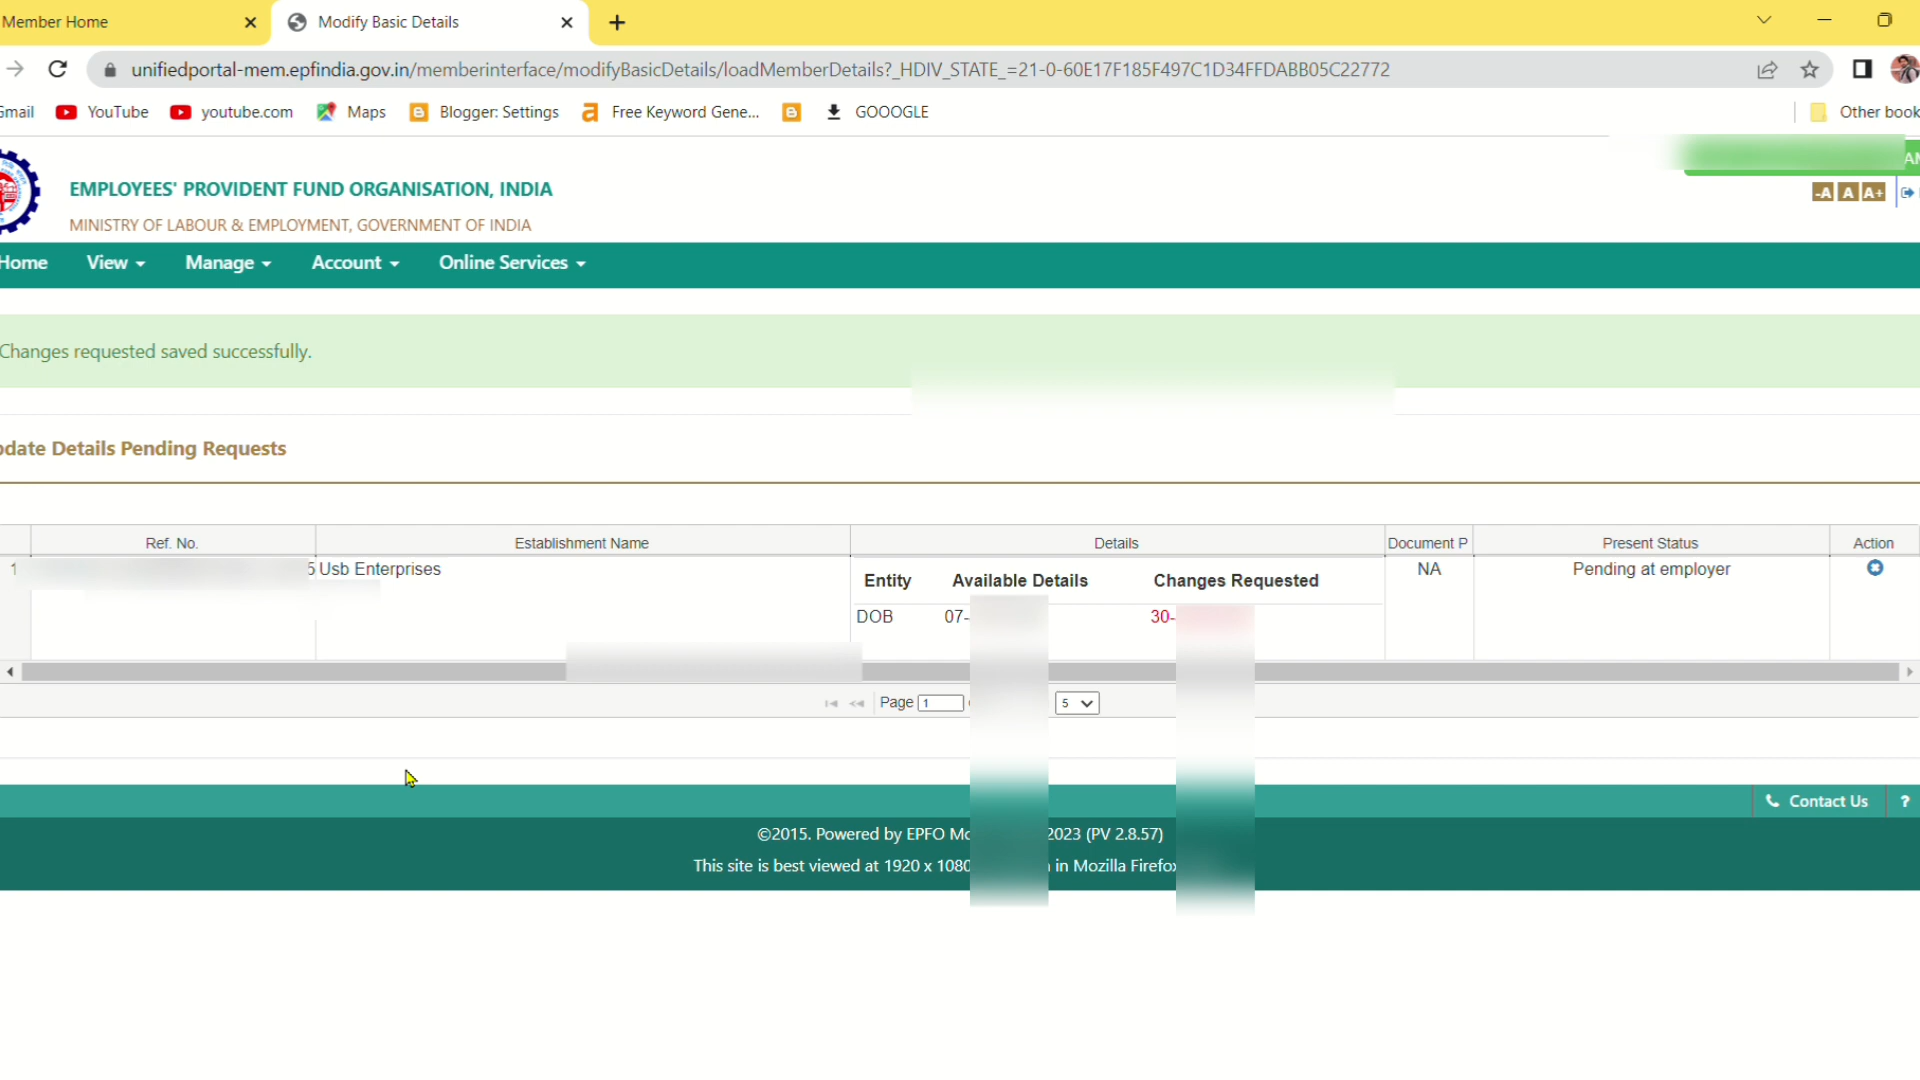 Member Home
Modify Basic Details
unifiedportal-mem.epfindia.gov.in/memberinterface/modifyBasicDetails/loadMemberDetails?_HDIV_STATE_=21-0-60E17F185F497C1D34FFDABB05C22772
Gmail YouTube youtube.com Maps Blogger: Settings Free Keyword Gene... GOOOGLE Other book
EMPLOYEES' PROVIDENT FUND ORGANISATION, INDIA
MINISTRY OF LABOUR & EMPLOYMENT, GOVERNMENT OF INDIA
-A A A+
Home View Manage Account Online Services
Changes requested saved successfully.
pdate Details Pending Requests
Ref. No. Establishment Name Details Document P Present Status Action
1 5 Usb Enterprises NA Pending at employer
Entity Available Details Changes Requested
DOB 07- 30-
Page 1 5
Contact Us ?
©2015. Powered by EPFO 2023 (PV 2.8.57)
This site is best viewed at 1920 x 1080 in Mozilla Firefox